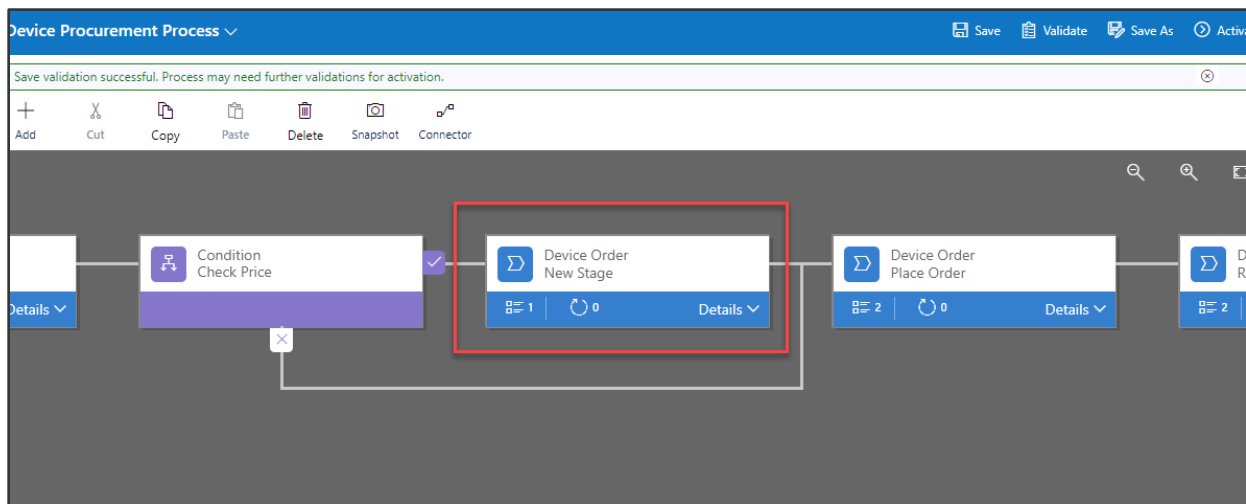 Device Procurement Process
Save
Validate
Save As
Save validation successful. Process may need further validations for activation.
Add
Cut
Copy
Paste
Delete
Snapshot
Connector
Condition
Check Price
Device Order
New Stage
Device Order
Place Order
Details
1
0
Details
2
0
Details
2